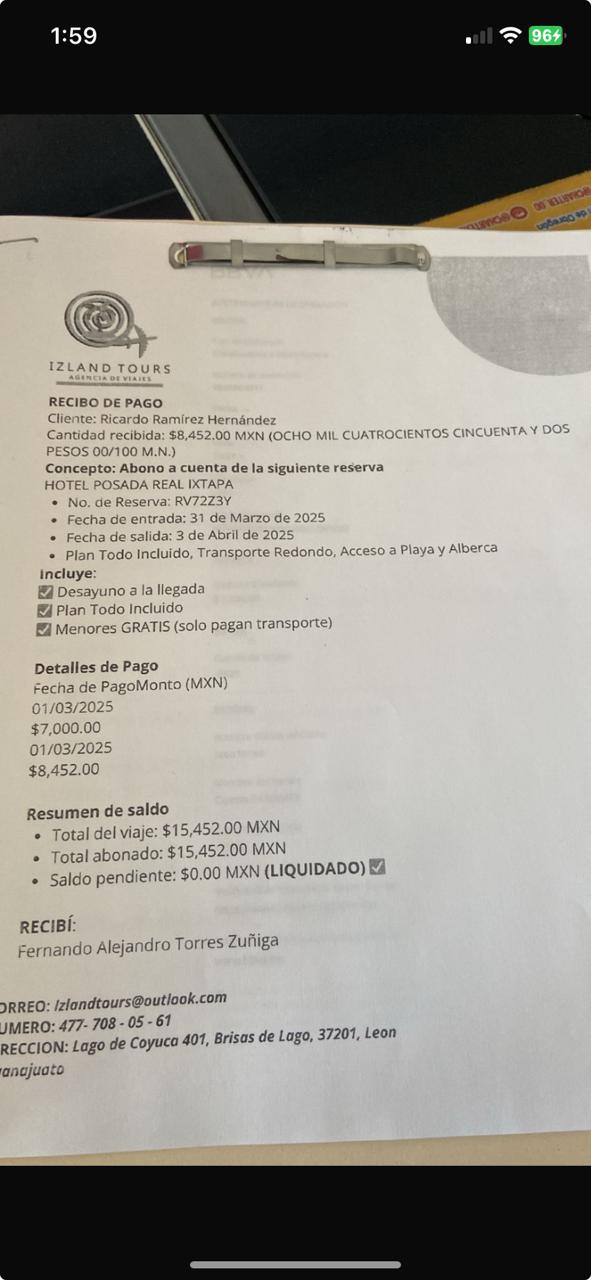 1:59
96
IZLAND TOURS
AGENCIA DE VIAJES
RECIBO DE PAGO
Cliente: Ricardo Ramírez Hernández
Cantidad recibida: $8,452.00 MXN (OCHO MIL CUATROCIENTOS CINCUENTA Y DOS
PESOS 00/100 M.N.)
Concepto: Abono a cuenta de la siguiente reserva
HOTEL POSADA REAL IXTAPA
• No. de Reserva: RV72Z3Y
• Fecha de entrada: 31 de Marzo de 2025
• Fecha de salida: 3 de Abril de 2025
• Plan Todo Incluido, Transporte Redondo, Acceso a Playa y Alberca
Incluye:
☑ Desayuno a la llegada
☑ Plan Todo Incluido
☑ Menores GRATIS (solo pagan transporte)
Detalles de Pago
Fecha de PagoMonto (MXN)
01/03/2025
$7,000.00
01/03/2025
$8,452.00
Resumen de saldo
• Total del viaje: $15,452.00 MXN
• Total abonado: $15,452.00 MXN
• Saldo pendiente: $0.00 MXN (LIQUIDADO) ☑
RECIBÍ:
Fernando Alejandro Torres Zuñiga
ORREO: Izlandtours@outlook.com
UMERO: 477- 708 - 05 - 61
RECCION: Lago de Coyuca 401, Brisas de Lago, 37201, Leon
anajuato